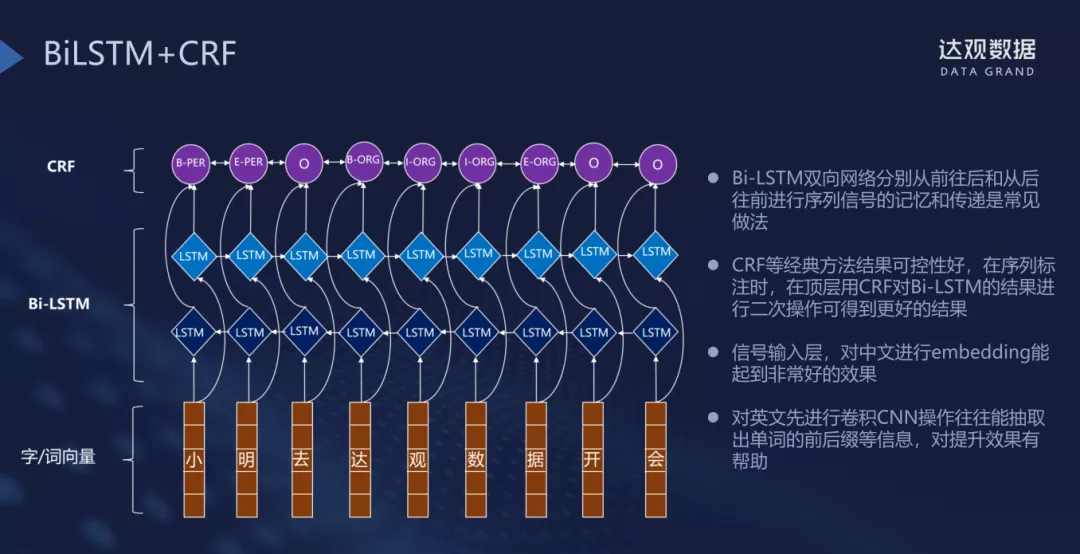 BiLSTM+CRF
达观数据
DATA GRAND
CRF
B-PER E-PER O B-ORG I-ORG I-ORG E-ORG O O
Bi-LSTM
LSTM LSTM LSTM LSTM LSTM LSTM LSTM LSTM LSTM
LSTM LSTM LSTM LSTM LSTM LSTM LSTM LSTM LSTM
字/词向量
小 明 去 达 观 数 据 开 会
Bi-LSTM双向网络分别从前往后和从后
往前进行序列信号的记忆和传递是常见
做法
CRF等经典方法结果可控性好，在序列标
注时，在顶层用CRF对Bi-LSTM的结果进
行二次操作可得到更好的结果
信号输入层，对中文进行embedding能
起到非常好的效果
对英文先进行卷积CNN操作往往能抽取
出单词的前后缀等信息，对提升效果有
帮助